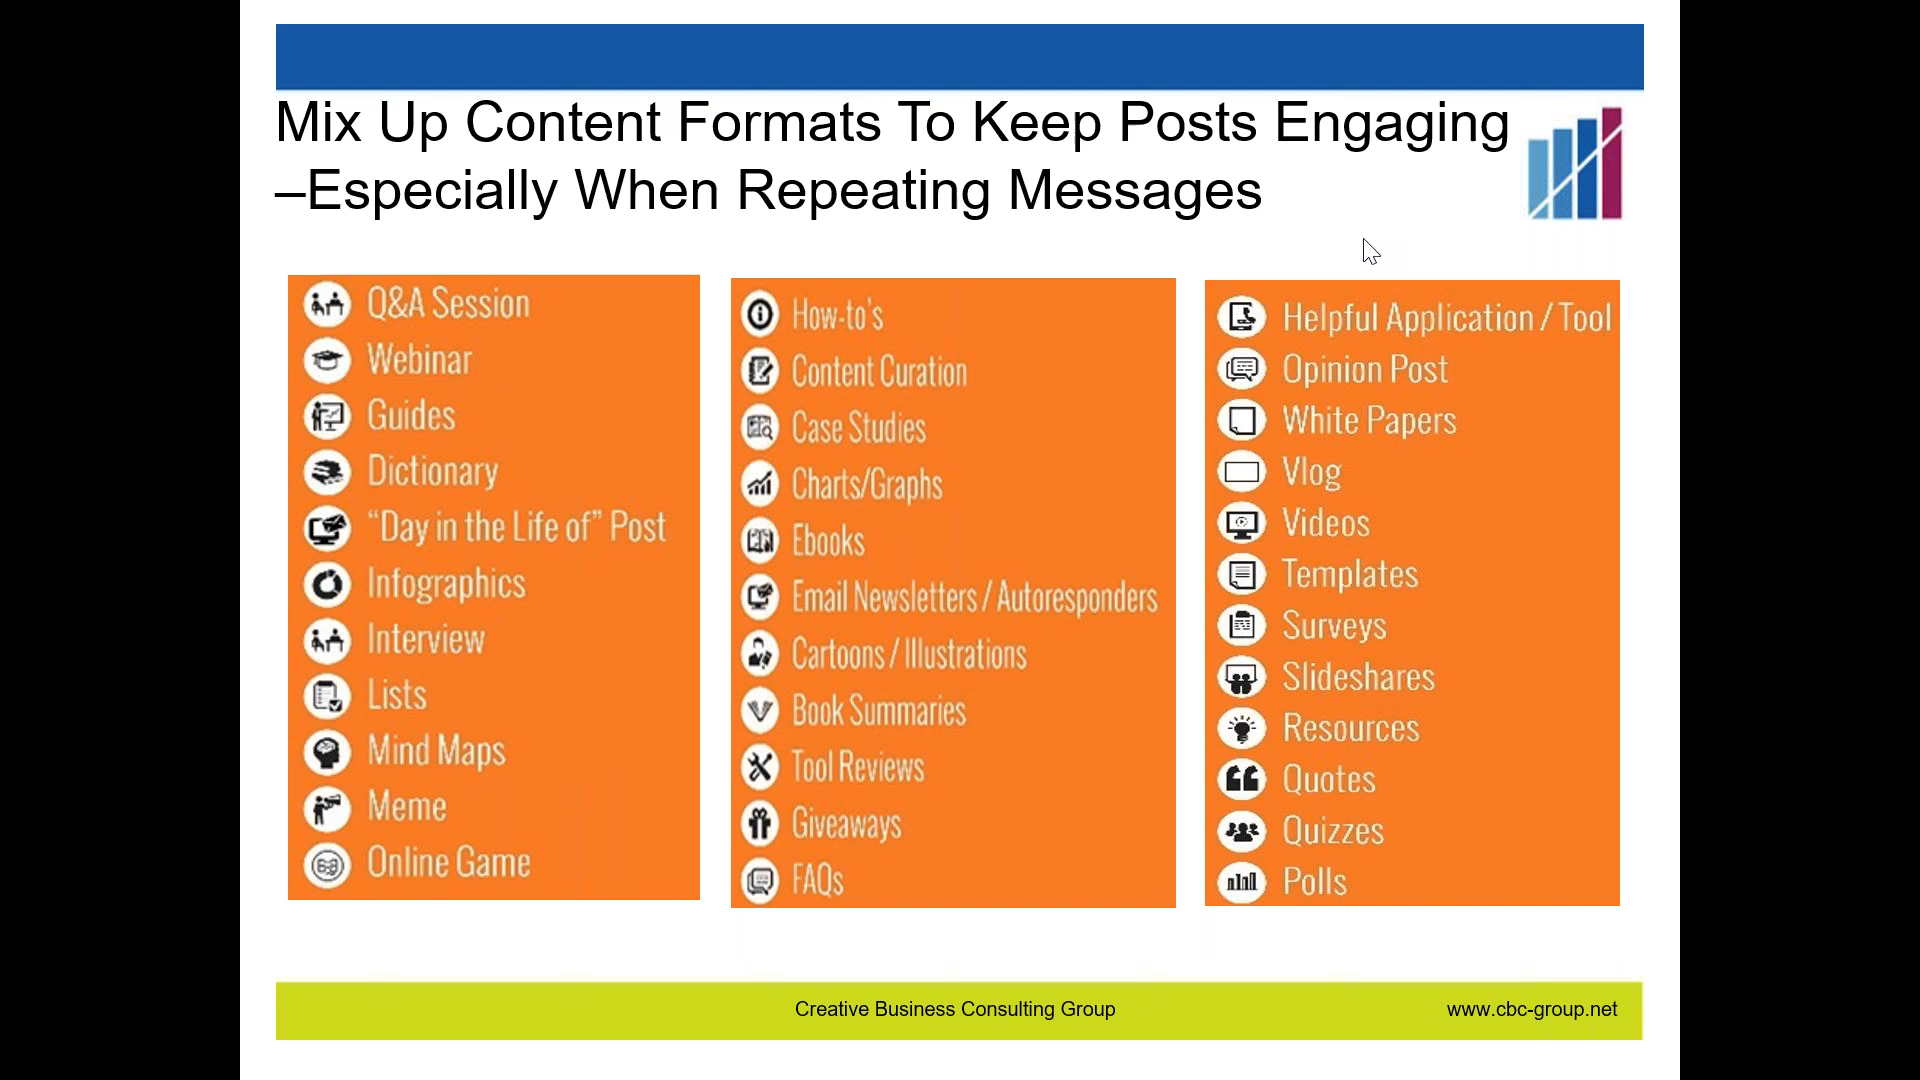 Mix Up Content Formats To Keep Posts Engaging
–Especially When Repeating Messages
Q&A Session
Webinar
Guides
Dictionary
“Day in the Life of” Post
Infographics
Interview
Lists
Mind Maps
Meme
Online Game
How-to's
Content Curation
Case Studies
Charts/Graphs
Ebooks
Email Newsletters / Autoresponders
Cartoons / Illustrations
Book Summaries
Tool Reviews
Giveaways
FAQs
Helpful Application / Tool
Opinion Post
White Papers
Vlog
Videos
Templates
Surveys
Slideshares
Resources
Quotes
Quizzes
Polls
Creative Business Consulting Group
www.cbc-group.net